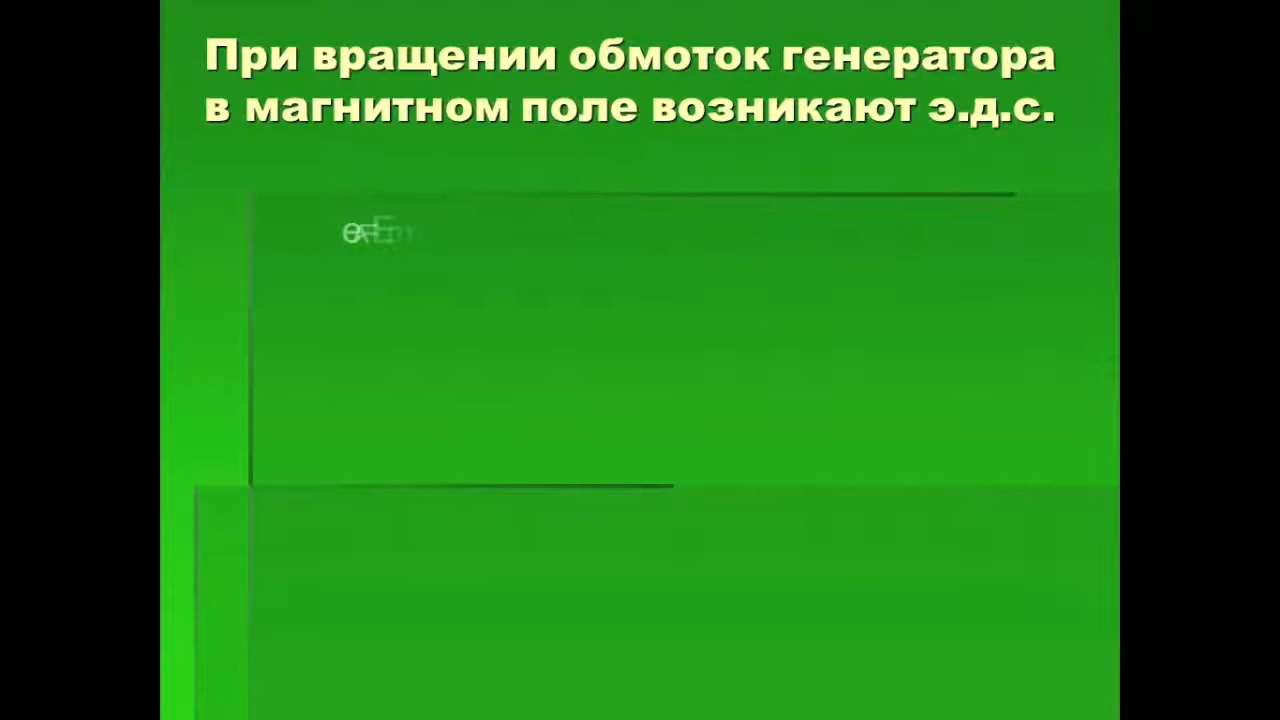 При вращении обмоток генератора
в магнитном поле возникают э.д.с.